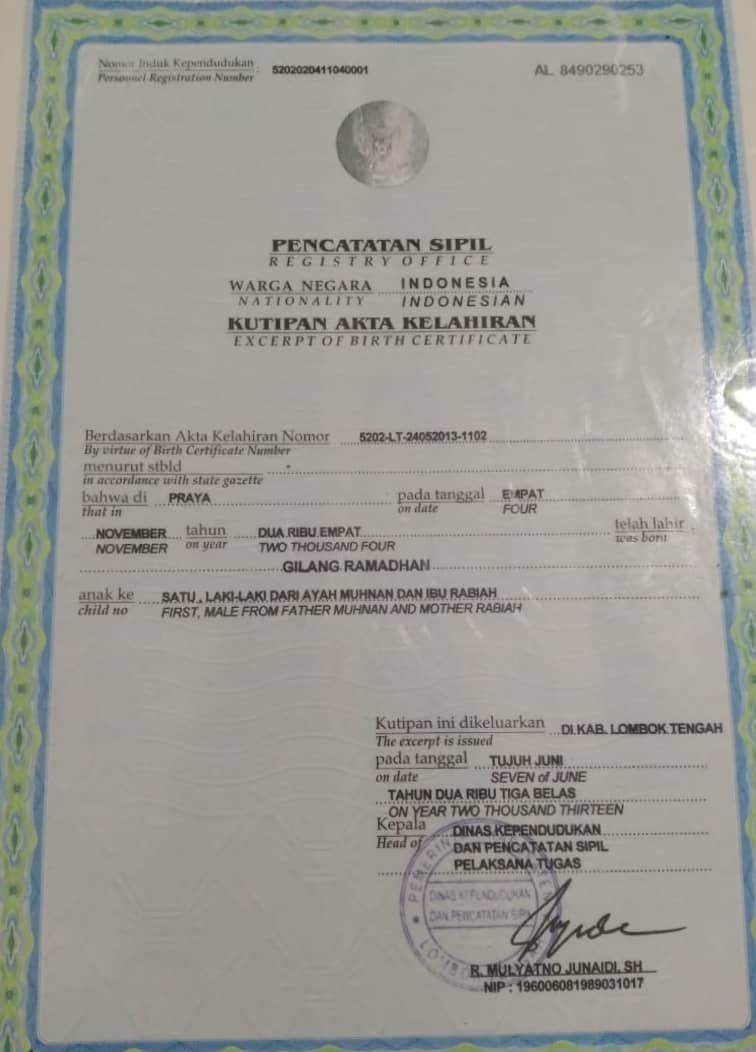 Nomor Induk Kependudukan : 5202020411040001
Personnel Registration Number
AL. 8490290253
PENCATATAN SIPIL
REGISTRY OFFICE
WARGA NEGARA INDONESIA
NATIONALITY INDONESIAN
KUTIPAN AKTA KELAHIRAN
EXCERPT OF BIRTH CERTIFICATE
Berdasarkan Akta Kelahiran Nomor 5202-LT-24052013-1102
By virtue of Birth Certificate Number
menurut stbld -
in accordance with state gazette
bahwa di PRAYA pada tanggal EMPAT
that in on date FOUR
NOVEMBER tahun DUA RIBU EMPAT telah lahir :
NOVEMBER on year TWO THOUSAND FOUR was born
GILANG RAMADHAN
anak ke SATU , LAKI-LAKI DARI AYAH MUHNAN DAN IBU RABIAH
child no FIRST, MALE FROM FATHER MUHNAN AND MOTHER RABIAH
Kutipan ini dikeluarkan DI KAB. LOMBOK TENGAH
The excerpt is issued
pada tanggal TUJUH JUNI
on date SEVEN of JUNE
TAHUN DUA RIBU TIGA BELAS
ON YEAR TWO THOUSAND THIRTEEN
Kepala DINAS KEPENDUDUKAN
Head of DAN PENCATATAN SIPIL
PELAKSANA TUGAS
DINAS KEPENDUDUKAN
DAN PENCATATAN SIPIL
R. MULYATNO JUNAIDI, SH
NIP : 196006081989031017